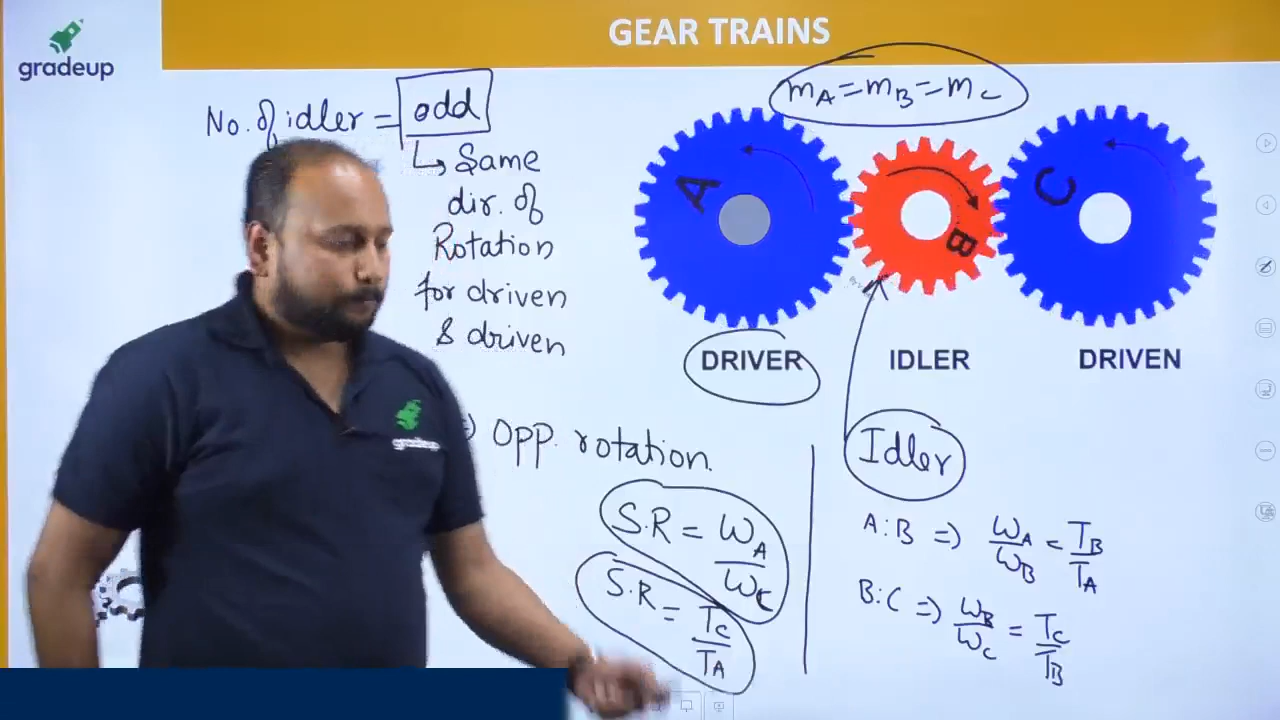 GEAR TRAINS
gradeup
No. of idler = odd
↳ Same
dir. of
Rotation
for driven
& driven
) Opp. rotation.
S.R = ωA/ωC
S.R = TC/TA
mA = mB = mC
A
B
C
DRIVER
IDLER
DRIVEN
Idler
A:B => ωA/ωB = TB/TA
B:C => ωB/ωC = TC/TB
gradeup